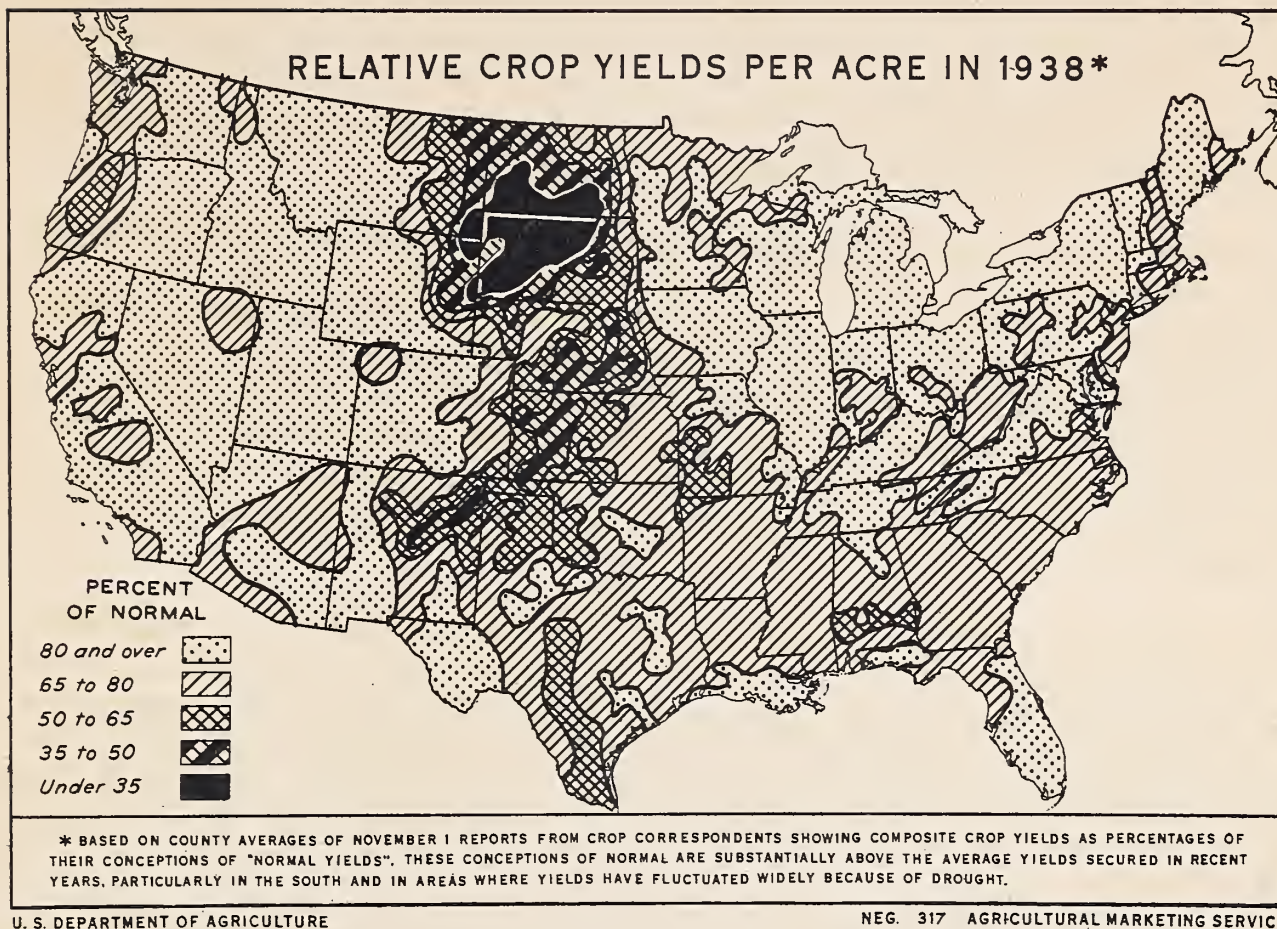 RELATIVE CROP YIELDS PER ACRE IN 1938*
PERCENT
OF NORMAL
80 and over
65 to 80
50 to 65
35 to 50
Under 35
* BASED ON COUNTY AVERAGES OF NOVEMBER 1 REPORTS FROM CROP CORRESPONDENTS SHOWING COMPOSITE CROP YIELDS AS PERCENTAGES OF
THEIR CONCEPTIONS OF "NORMAL YIELDS". THESE CONCEPTIONS OF NORMAL ARE SUBSTANTIALLY ABOVE THE AVERAGE YIELDS SECURED IN RECENT
YEARS, PARTICULARLY IN THE SOUTH AND IN AREAS WHERE YIELDS HAVE FLUCTUATED WIDELY BECAUSE OF DROUGHT.
U. S. DEPARTMENT OF AGRICULTURE NEG. 317 AGRICULTURAL MARKETING SERVIC